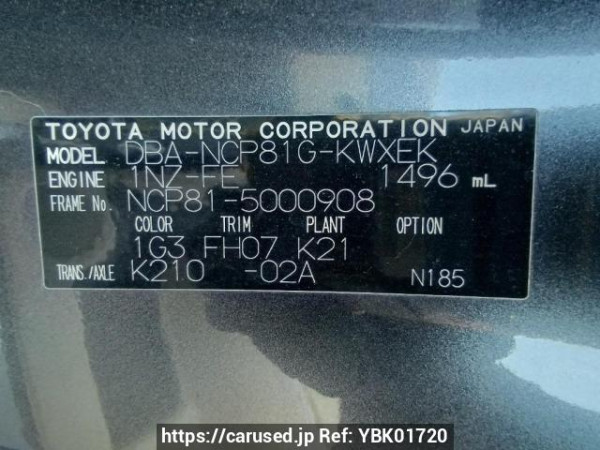 TOYOTA MOTOR CORPORATION JAPAN
MODEL DBA-NCP81G-KWXEK
ENGINE 1NZ-FE 1496 mL
FRAME No. NCP81-5000908
COLOR TRIM PLANT OPTION
1G3 FH07 K21
TRANS./AXLE K210 -02A N185
https://carused.jp Ref: YBK01720